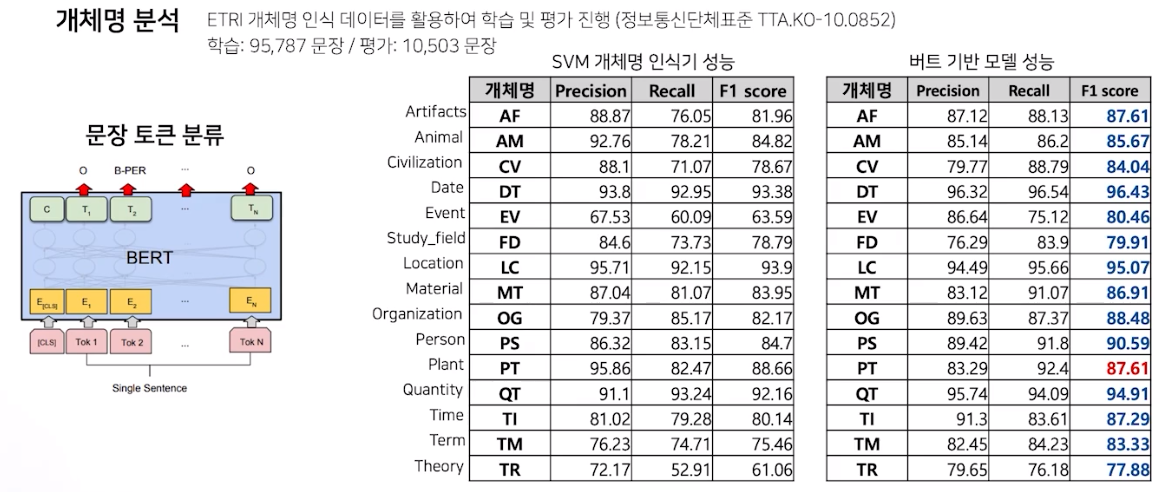 개체명 분석
ETRI 개체명 인식 데이터를 활용하여 학습 및 평가 진행 (정보통신단체표준 TTA.KO-10.0852)
학습: 95,787 문장 / 평가: 10,503 문장
문장 토큰 분류
O B-PER ... O
C T1 T2 ... TN
BERT
E[CLS] E1 E2 ... EN
[CLS] Tok 1 Tok 2 ... Tok N
Single Sentence
SVM 개체명 인식기 성능
개체명 Precision Recall F1 score
Artifacts AF 88.87 76.05 81.96
Animal AM 92.76 78.21 84.82
Civilization CV 88.1 71.07 78.67
Date DT 93.8 92.95 93.38
Event EV 67.53 60.09 63.59
Study_field FD 84.6 73.73 78.79
Location LC 95.71 92.15 93.9
Material MT 87.04 81.07 83.95
Organization OG 79.37 85.17 82.17
Person PS 86.32 83.15 84.7
Plant PT 95.86 82.47 88.66
Quantity QT 91.1 93.24 92.16
Time TI 81.02 79.28 80.14
Term TM 76.23 74.71 75.46
Theory TR 72.17 52.91 61.06
버트 기반 모델 성능
개체명 Precision Recall F1 score
AF 87.12 88.13 87.61
AM 85.14 86.2 85.67
CV 79.77 88.79 84.04
DT 96.32 96.54 96.43
EV 86.64 75.12 80.46
FD 76.29 83.9 79.91
LC 94.49 95.66 95.07
MT 83.12 91.07 86.91
OG 89.63 87.37 88.48
PS 89.42 91.8 90.59
PT 83.29 92.4 87.61
QT 95.74 94.09 94.91
TI 91.3 83.61 87.29
TM 82.45 84.23 83.33
TR 79.65 76.18 77.88